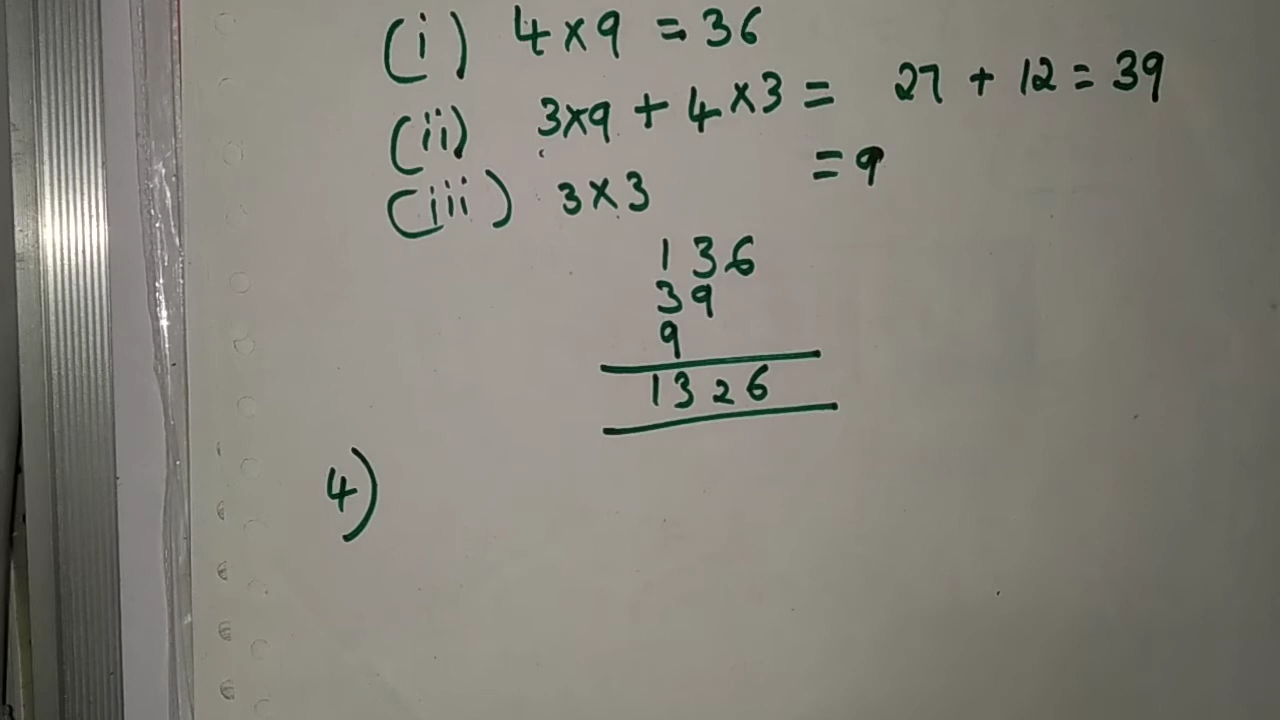 (i) 4×9 = 36
(ii) 3×9 + 4×3 = 27 + 12 = 39
(iii) 3×3 = 9
136
39
9
1326
4)